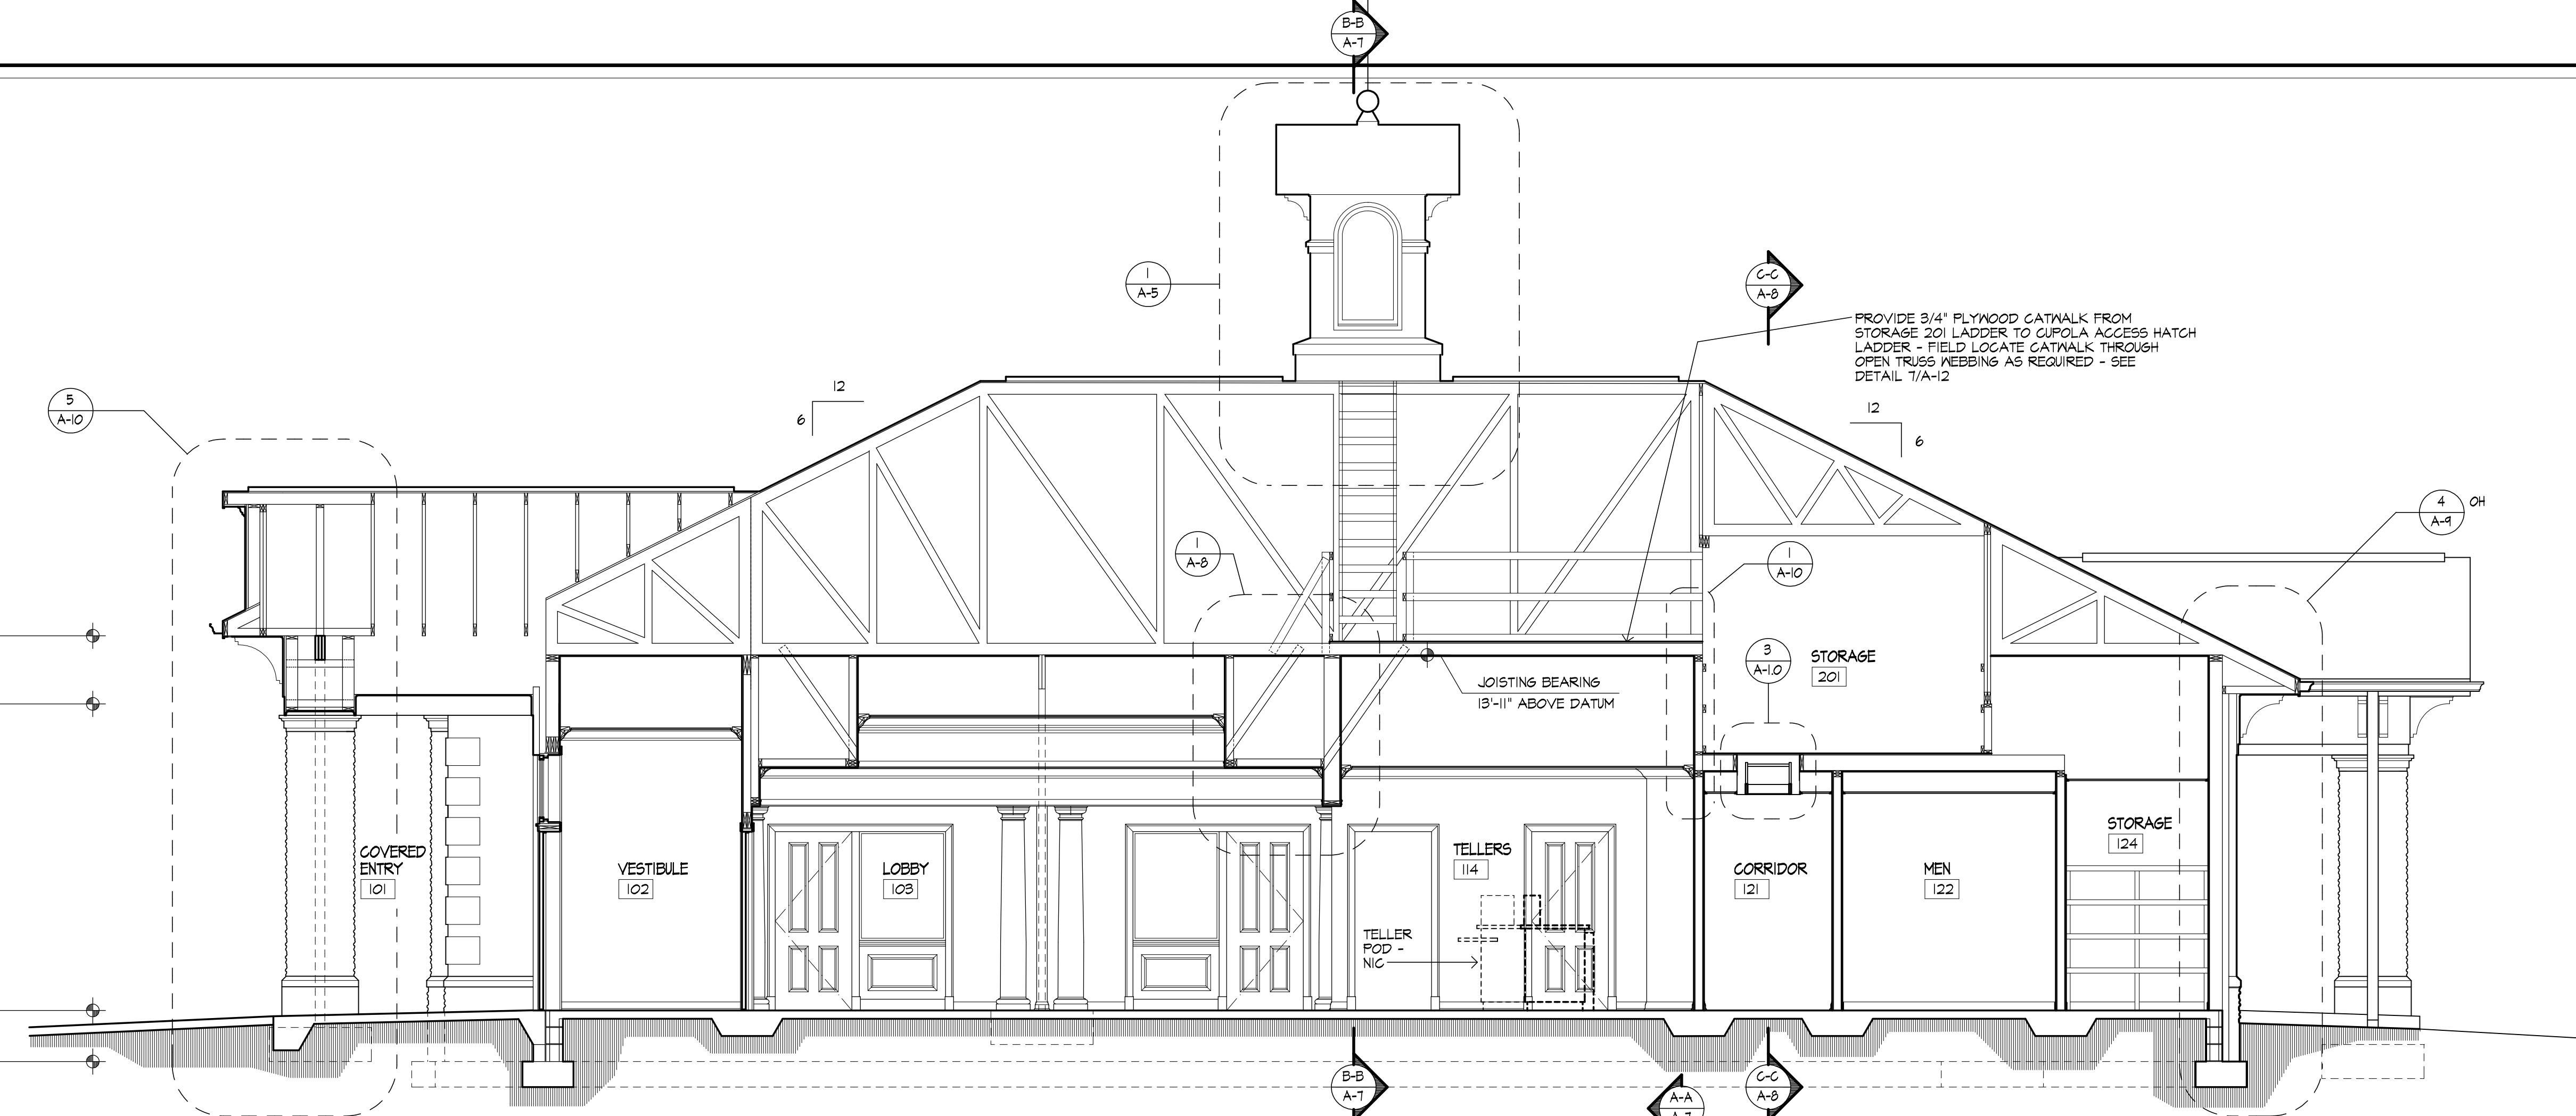 B-B
A-7
1
A-5
C-C
A-8
PROVIDE 3/4" PLYWOOD CATWALK FROM
STORAGE 201 LADDER TO CUPOLA ACCESS HATCH
LADDER - FIELD LOCATE CATWALK THROUGH
OPEN TRUSS WEBBING AS REQUIRED - SEE
DETAIL 7/A-12
5
A-10
12
6
12
6
4
A-9
OH
1
A-8
1
A-10
3
A-1.0
STORAGE
201
JOISTING BEARING
13'-11" ABOVE DATUM
COVERED
ENTRY
101
VESTIBULE
102
LOBBY
103
TELLERS
114
CORRIDOR
121
MEN
122
STORAGE
124
TELLER
POD -
NIC
B-B
A-7
A-A
A-7
C-C
A-8